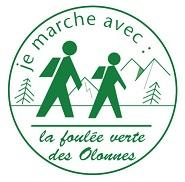 je marche avec :
la foulée verte
des Olonnes